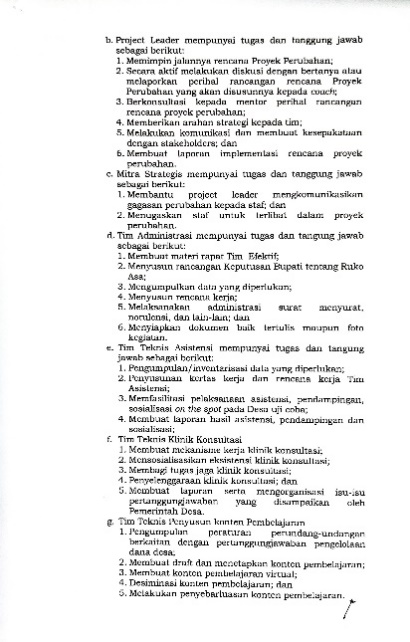 b. Project Leader mempunyai tugas dan tanggung jawab
sebagai berikut:
1. Memimpin jalannya rencana Proyek Perubahan;
2. Secara aktif melakukan diskusi dengan bertanya atau
melaporkan perihal rancangan rencana Proyek
Perubahan yang akan disusunnya kepada coach;
3. Berkonsultasi kepada mentor perihal rancangan
rencana proyek perubahan;
4. Memberikan arahan strategi kepada tim;
5. Melakukan komunikasi dan membuat kesepakatan
dengan stakeholders; dan
6. Membuat laporan implementasi rencana proyek
perubahan.
c. Mitra Strategis mempunyai tugas dan tanggung jawab
sebagai berikut:
1. Membantu project leader mengkomunikasikan
gagasan perubahan kepada staf; dan
2. Menugaskan staf untuk terlibat dalam proyek
perubahan.
d. Tim Administrasi mempunyai tugas dan tangung jawab
sebagai berikut:
1. Membuat materi rapat Tim Efektif;
2. Menyusun rancangan Keputusan Bupati tentang Ruko
Asa;
3. Mengumpulkan data yang diperlukan;
4. Menyusun rencana kerja;
5. Melaksanakan administrasi surat menyurat,
notulensi, dan lain-lain; dan
6. Menyiapkan dokumen baik tertulis maupun foto
kegiatan.
e. Tim Teknis Asistensi mempunyai tugas dan tangung
jawab sebagai berikut:
1. Pengumpulan/inventarisasi data yang diperlukan;
2. Penyusunan kertas kerja dan rencana kerja Tim
Asistensi;
3. Memfasilitasi pelaksanaan asistensi, pendampingan,
sosialisasi on the spot pada Desa uji coba;
4. Membuat laporan hasil asistensi, pendampingan dan
sosialisasi;
f. Tim Teknis Klinik Konsultasi
1. Membuat mekanisme kerja klinik konsultasi;
2. Mensosialisasikan eksistensi klinik konsultasi;
3. Membagi tugas jaga klinik konsultasi;
4. Penyelenggaraan klinik konsultasi; dan
5. Membuat laporan serta mengorganisasi isu-isu
pertanggungjawaban yang disampaikan oleh
Pemerintah Desa.
g. Tim Teknis Penyusun konten Pembelajaran
1. Pengumpulan peraturan perundang-undangan
berkaitan dengan pertanggungjawaban pengelolaan
dana desa;
2. Membuat draft dan menetapkan konten pembelajaran;
3. Membuat konten pembelajaran virtual;
4. Desiminasi konten pembelajaran; dan
5. Melakukan penyebarluasan konten pembelajaran.